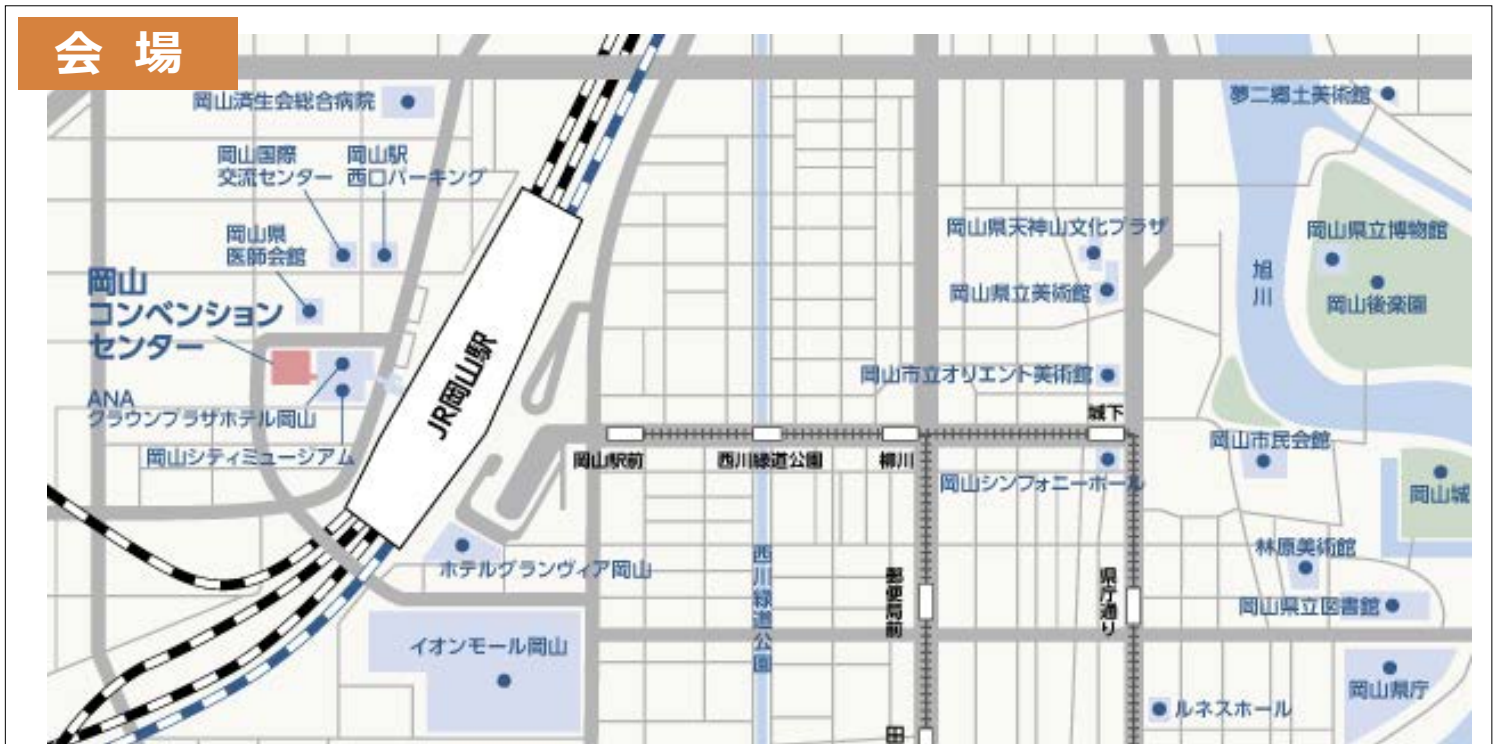 会 場
岡山済生会総合病院
夢二郷土美術館
岡山国際
交流センター
岡山駅
西口パーキング
岡山県
医師会館
岡山
コンベンション
センター
ANA
クラウンプラザホテル岡山
岡山シティミュージアム
JR岡山駅
岡山県天神山文化プラザ
岡山県立美術館
岡山市立オリエント美術館
旭川
岡山県立博物館
岡山後楽園
城下
岡山駅前
西川緑道公園
柳川
岡山シンフォニーホール
岡山市民会館
岡山城
ホテルグランヴィア岡山
西川緑道公園
郵便局前
県庁通り
林原美術館
岡山県立図書館
イオンモール岡山
岡山県庁
ルネスホール
田